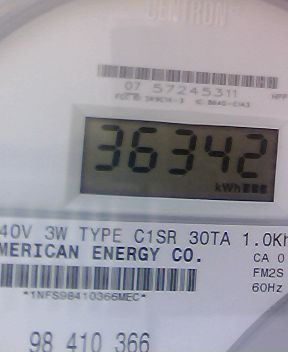 CENTRON
07 57245311
36342
kWh
40V 3W TYPE C1SR 30TA 1.0Kh
MERICAN ENERGY CO.
CA 0
FM2S
*1NFS98410366MEC*
60Hz
98 410 366